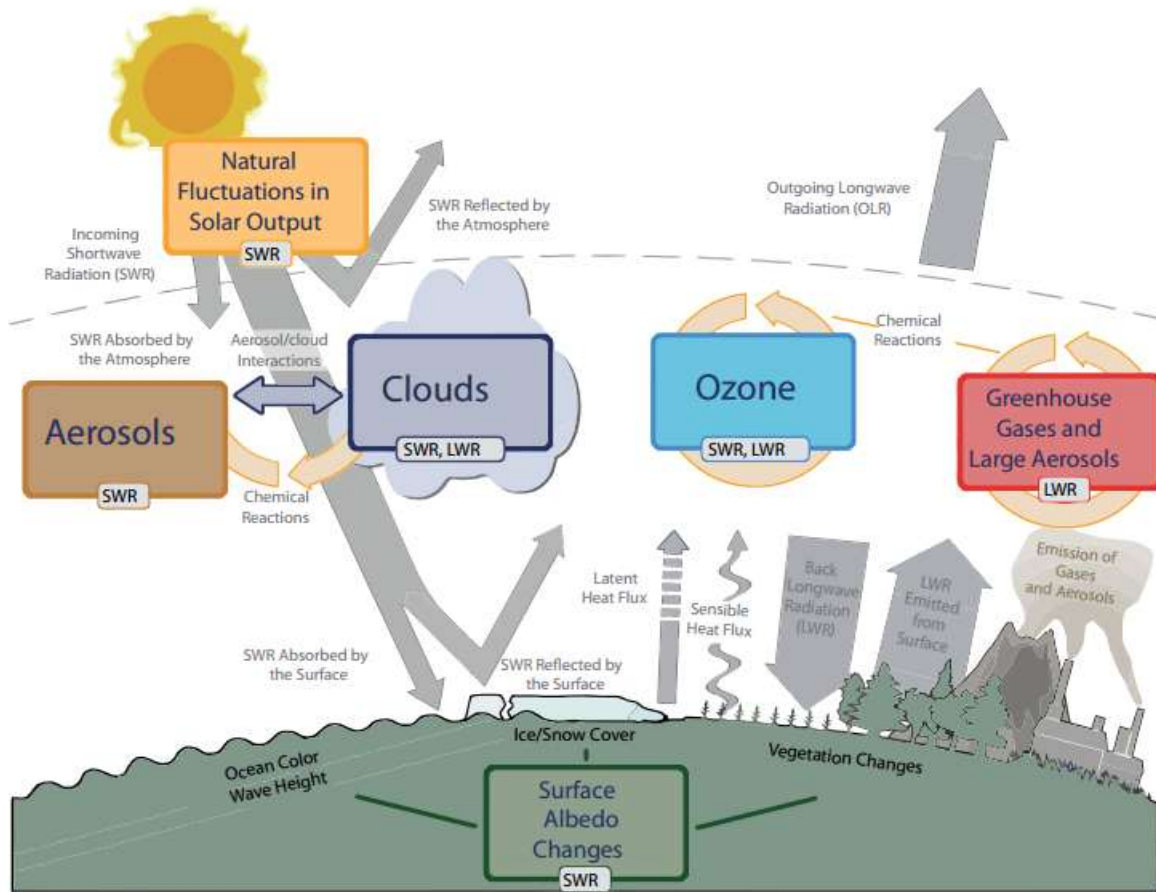 Natural
Fluctuations in
Solar Output
SWR
Incoming
Shortwave
Radiation (SWR)
SWR Reflected by
the Atmosphere
Outgoing Longwave
Radiation (OLR)
SWR Absorbed by
the Atmosphere
Aerosol/cloud
Interactions
Chemical
Reactions
Aerosols
SWR
Clouds
SWR, LWR
Ozone
SWR, LWR
Greenhouse
Gases and
Large Aerosols
LWR
Chemical
Reactions
Latent
Heat Flux
Sensible
Heat Flux
Back
Longwave
Radiation
(LWR)
LWR
Emitted
from
Surface
Emission of
Gases
and Aerosols
SWR Absorbed by
the Surface
SWR Reflected by
the Surface
Ice/Snow Cover
Ocean Color
Wave Height
Vegetation Changes
Surface
Albedo
Changes
SWR